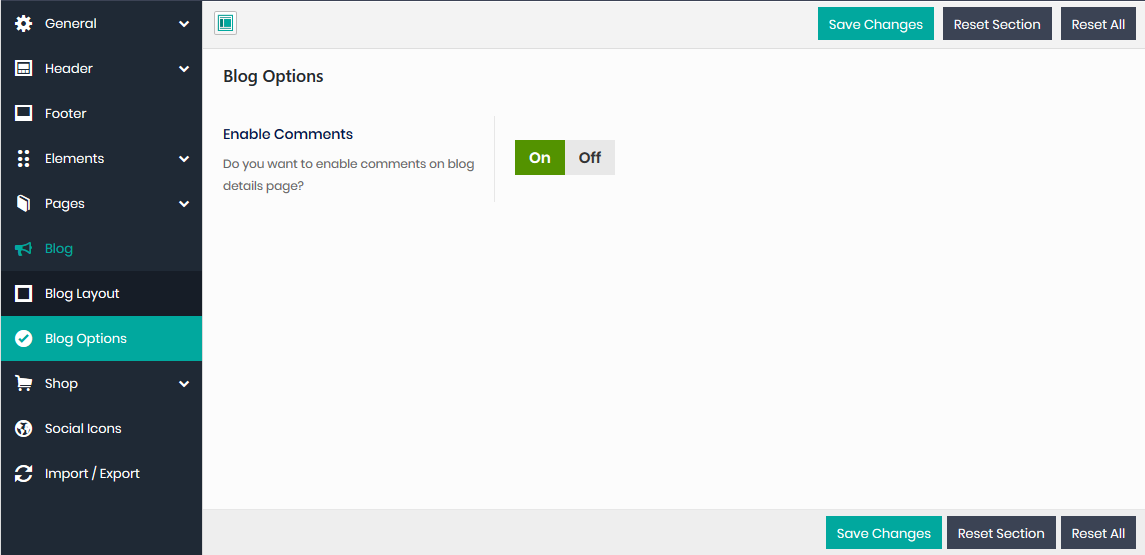 General
Header
Footer
Elements
Pages
Blog
Blog Layout
Blog Options
Shop
Social Icons
Import / Export
Save Changes
Reset Section
Reset All
Blog Options
Enable Comments
Do you want to enable comments on blog
details page?
On
Off
Save Changes
Reset Section
Reset All